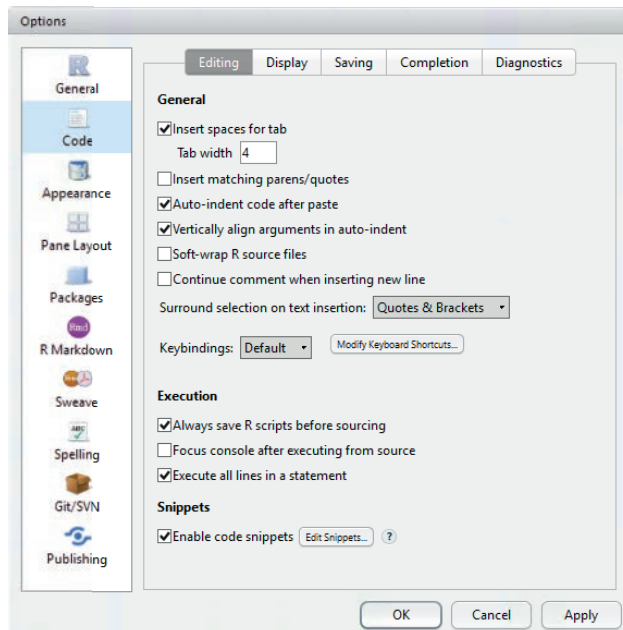 Options
General
Code
Appearance
Pane Layout
Packages
Rmd
R Markdown
Sweave
ABC
Spelling
Git/SVN
Publishing
Editing Display Saving Completion Diagnostics
General
Insert spaces for tab
Tab width 4
Insert matching parens/quotes
Auto-indent code after paste
Vertically align arguments in auto-indent
Soft-wrap R source files
Continue comment when inserting new line
Surround selection on text insertion: Quotes & Brackets
Keybindings: Default Modify Keyboard Shortcuts...
Execution
Always save R scripts before sourcing
Focus console after executing from source
Execute all lines in a statement
Snippets
Enable code snippets Edit Snippets... ?
OK Cancel Apply